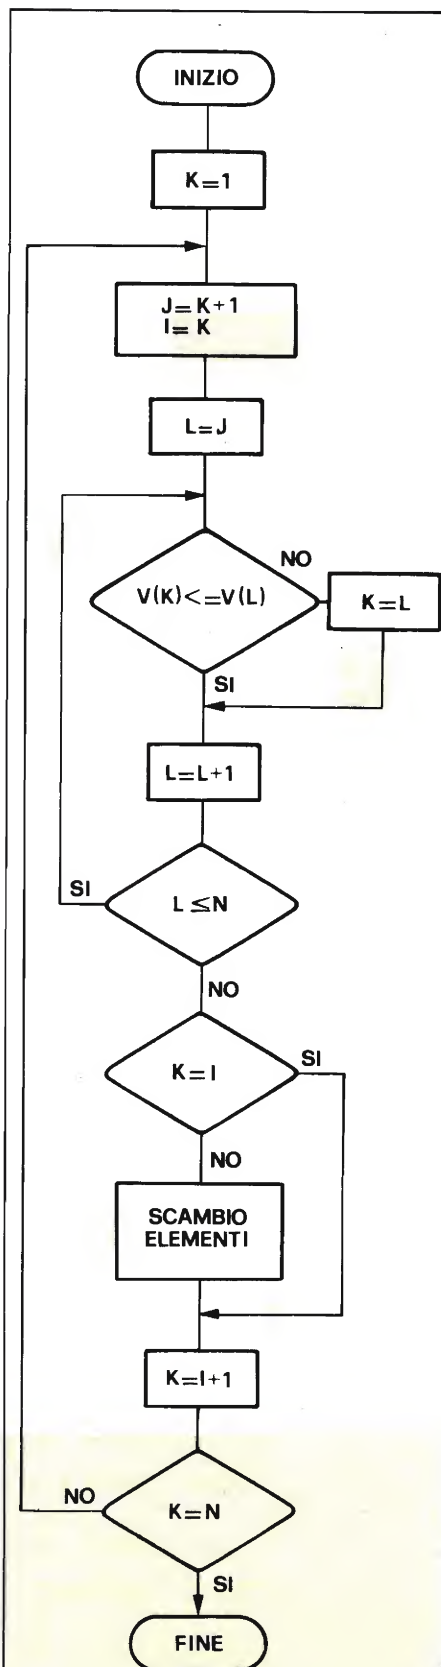 INIZIO
K=1
J=K+1
I=K
L=J
V(K)<=V(L)
NO
K=L
SI
L=L+1
L≤N
SI
NO
K=I
SI
NO
SCAMBIO
ELEMENTI
K=I+1
K=N
NO
SI
FINE